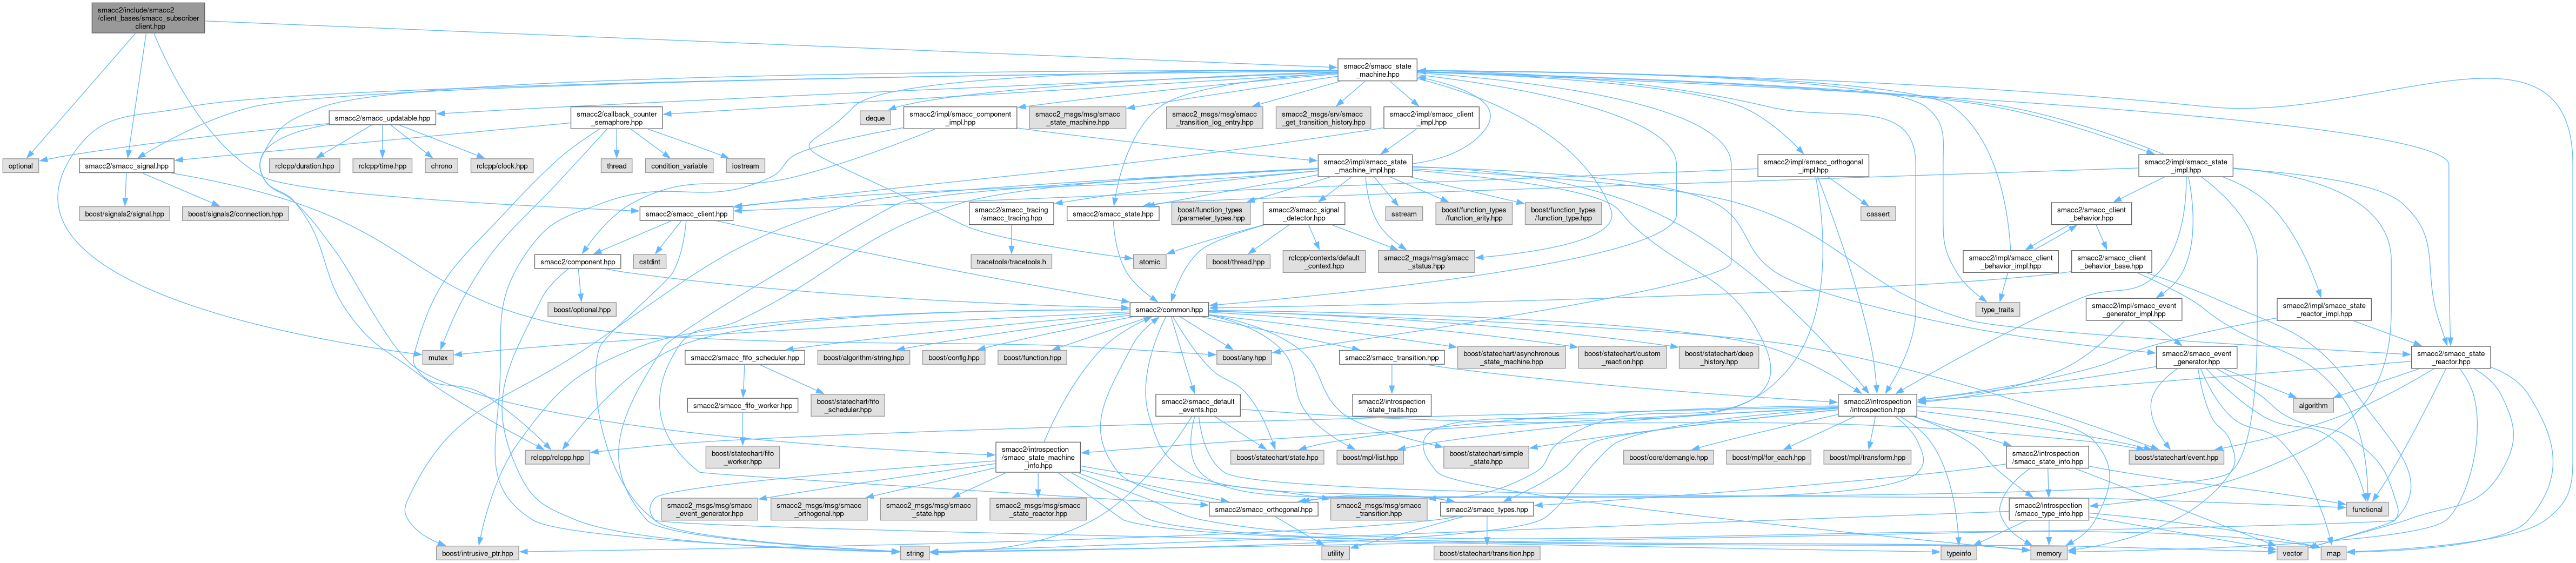 smacc2/include/smacc2
/client_bases/smacc_subscriber
_client.hpp
smacc2/smacc_state
_machine.hpp
smacc2/smacc_updatable.hpp
smacc2/callback_counter
_semaphore.hpp
deque
smacc2/impl/smacc_component
_impl.hpp
smacc2_msgs/msg/smacc
_state_machine.hpp
smacc2_msgs/msg/smacc
_transition_log_entry.hpp
smacc2_msgs/srv/smacc
_get_transition_history.hpp
smacc2/impl/smacc_client
_impl.hpp
optional
smacc2/smacc_signal.hpp
rclcpp/duration.hpp
rclcpp/time.hpp
chrono
rclcpp/clock.hpp
thread
condition_variable
iostream
smacc2/impl/smacc_state
_machine_impl.hpp
smacc2/impl/smacc_orthogonal
_impl.hpp
smacc2/impl/smacc_state
_impl.hpp
boost/signals2/signal.hpp
boost/signals2/connection.hpp
smacc2/smacc_client.hpp
smacc2/smacc_tracing
/smacc_tracing.hpp
smacc2/smacc_state.hpp
boost/function_types
/parameter_types.hpp
smacc2/smacc_signal
_detector.hpp
sstream
boost/function_types
/function_arity.hpp
boost/function_types
/function_type.hpp
cassert
smacc2/smacc_client
_behavior.hpp
smacc2/component.hpp
cstdint
tracetools/tracetools.h
atomic
boost/thread.hpp
rclcpp/contexts/default
_context.hpp
smacc2_msgs/msg/smacc
_status.hpp
smacc2/impl/smacc_client
_behavior_impl.hpp
smacc2/smacc_client
_behavior_base.hpp
boost/optional.hpp
smacc2/common.hpp
type_traits
smacc2/impl/smacc_event
_generator_impl.hpp
smacc2/impl/smacc_state
_reactor_impl.hpp
mutex
smacc2/smacc_fifo_scheduler.hpp
boost/algorithm/string.hpp
boost/config.hpp
boost/function.hpp
boost/any.hpp
smacc2/smacc_transition.hpp
boost/statechart/asynchronous
_state_machine.hpp
boost/statechart/custom
_reaction.hpp
boost/statechart/deep
_history.hpp
smacc2/smacc_event
_generator.hpp
smacc2/smacc_state
_reactor.hpp
smacc2/smacc_fifo_worker.hpp
boost/statechart/fifo
_scheduler.hpp
smacc2/smacc_default
_events.hpp
smacc2/introspection
/state_traits.hpp
smacc2/introspection
/introspection.hpp
algorithm
rclcpp/rclcpp.hpp
boost/statechart/fifo
_worker.hpp
smacc2/introspection
/smacc_state_machine
_info.hpp
boost/statechart/state.hpp
boost/mpl/list.hpp
boost/statechart/simple
_state.hpp
boost/core/demangle.hpp
boost/mpl/for_each.hpp
boost/mpl/transform.hpp
smacc2/introspection
/smacc_state_info.hpp
boost/statechart/event.hpp
smacc2_msgs/msg/smacc
_event_generator.hpp
smacc2_msgs/msg/smacc
_orthogonal.hpp
smacc2_msgs/msg/smacc
_state.hpp
smacc2_msgs/msg/smacc
_state_reactor.hpp
smacc2/smacc_orthogonal.hpp
smacc2_msgs/msg/smacc
_transition.hpp
smacc2/smacc_types.hpp
smacc2/introspection
/smacc_type_info.hpp
functional
boost/intrusive_ptr.hpp
string
utility
boost/statechart/transition.hpp
typeinfo
memory
vector
map